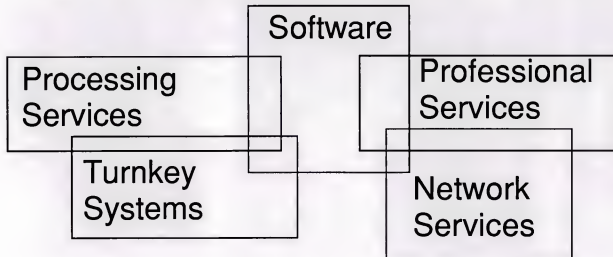 Software
Processing
Services
Professional
Services
Turnkey
Systems
Network
Services